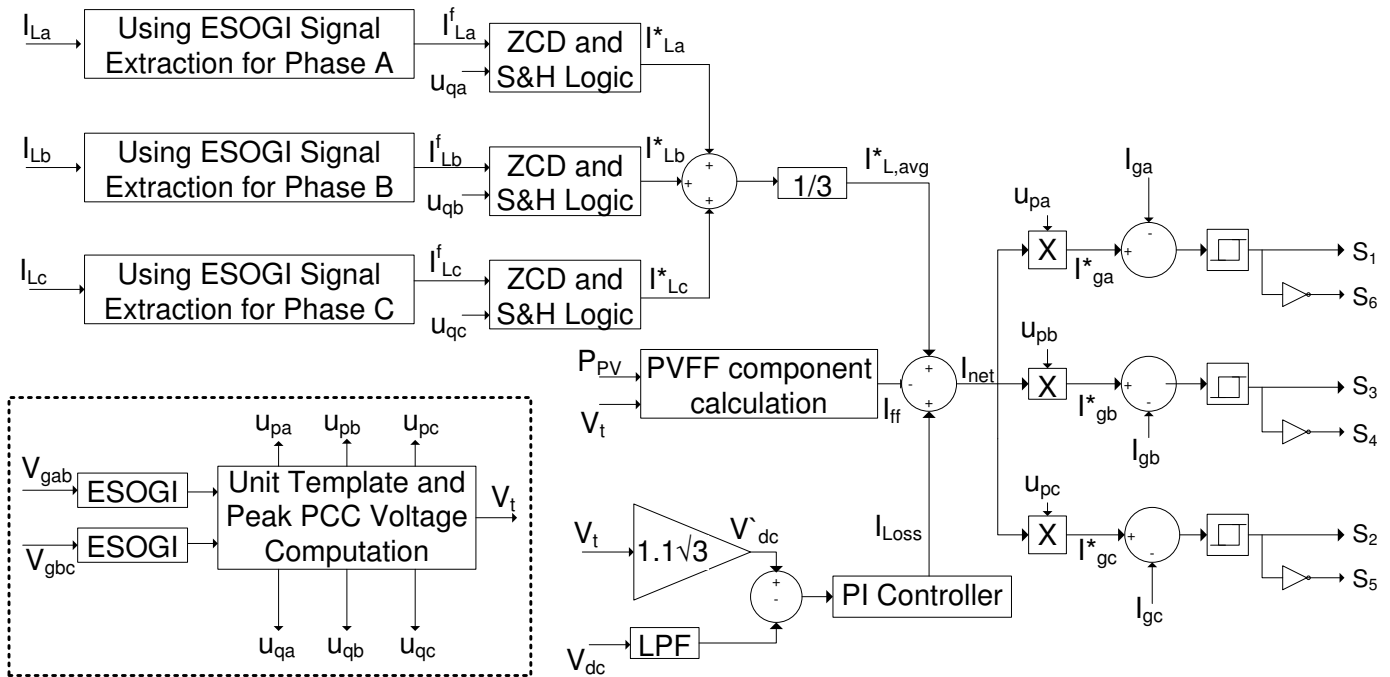 I_La
Using ESOGI Signal
Extraction for Phase A
I^f_La
u_qa
ZCD and
S&H Logic
I*_La
I_Lb
Using ESOGI Signal
Extraction for Phase B
I^f_Lb
u_qb
ZCD and
S&H Logic
I*_Lb
I_Lc
Using ESOGI Signal
Extraction for Phase C
I^f_Lc
u_qc
ZCD and
S&H Logic
I*_Lc
+
+
+
1/3
I*_L,avg
P_PV
V_t
PVFF component
calculation
I_ff
+
-
+
I_net
V_t
1.1√3
V`_dc
V_dc
LPF
+
-
PI Controller
I_Loss
u_pa
X
I*_ga
I_ga
-
+
S_1
S_6
u_pb
X
I*_gb
+
-
I_gb
S_3
S_4
u_pc
X
I*_gc
+
-
I_gc
S_2
S_5
u_pa
u_pb
u_pc
V_gab
ESOGI
V_gbc
ESOGI
Unit Template and
Peak PCC Voltage
Computation
V_t
u_qa
u_qb
u_qc